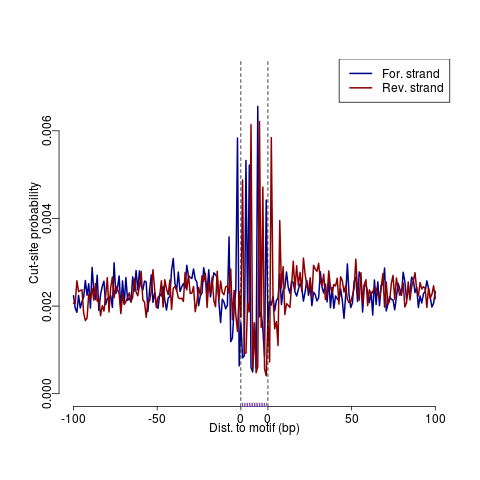 For. strand
Rev. strand
Cut-site probability
0.006
0.004
0.002
0.000
-100 -50 0 0 50 100
Dist. to motif (bp)